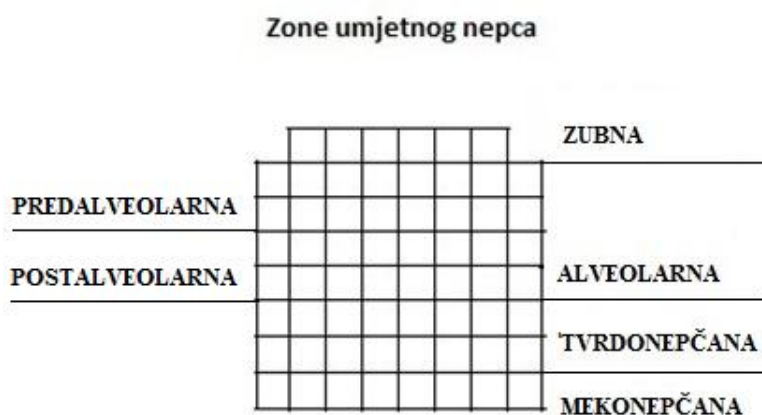 Zone umjetnog nepca
ZUBNA
PREDALVEOLARNA
POSTALVEOLARNA
ALVEOLARNA
TVRDONEPČANA
MEKONEPČANA